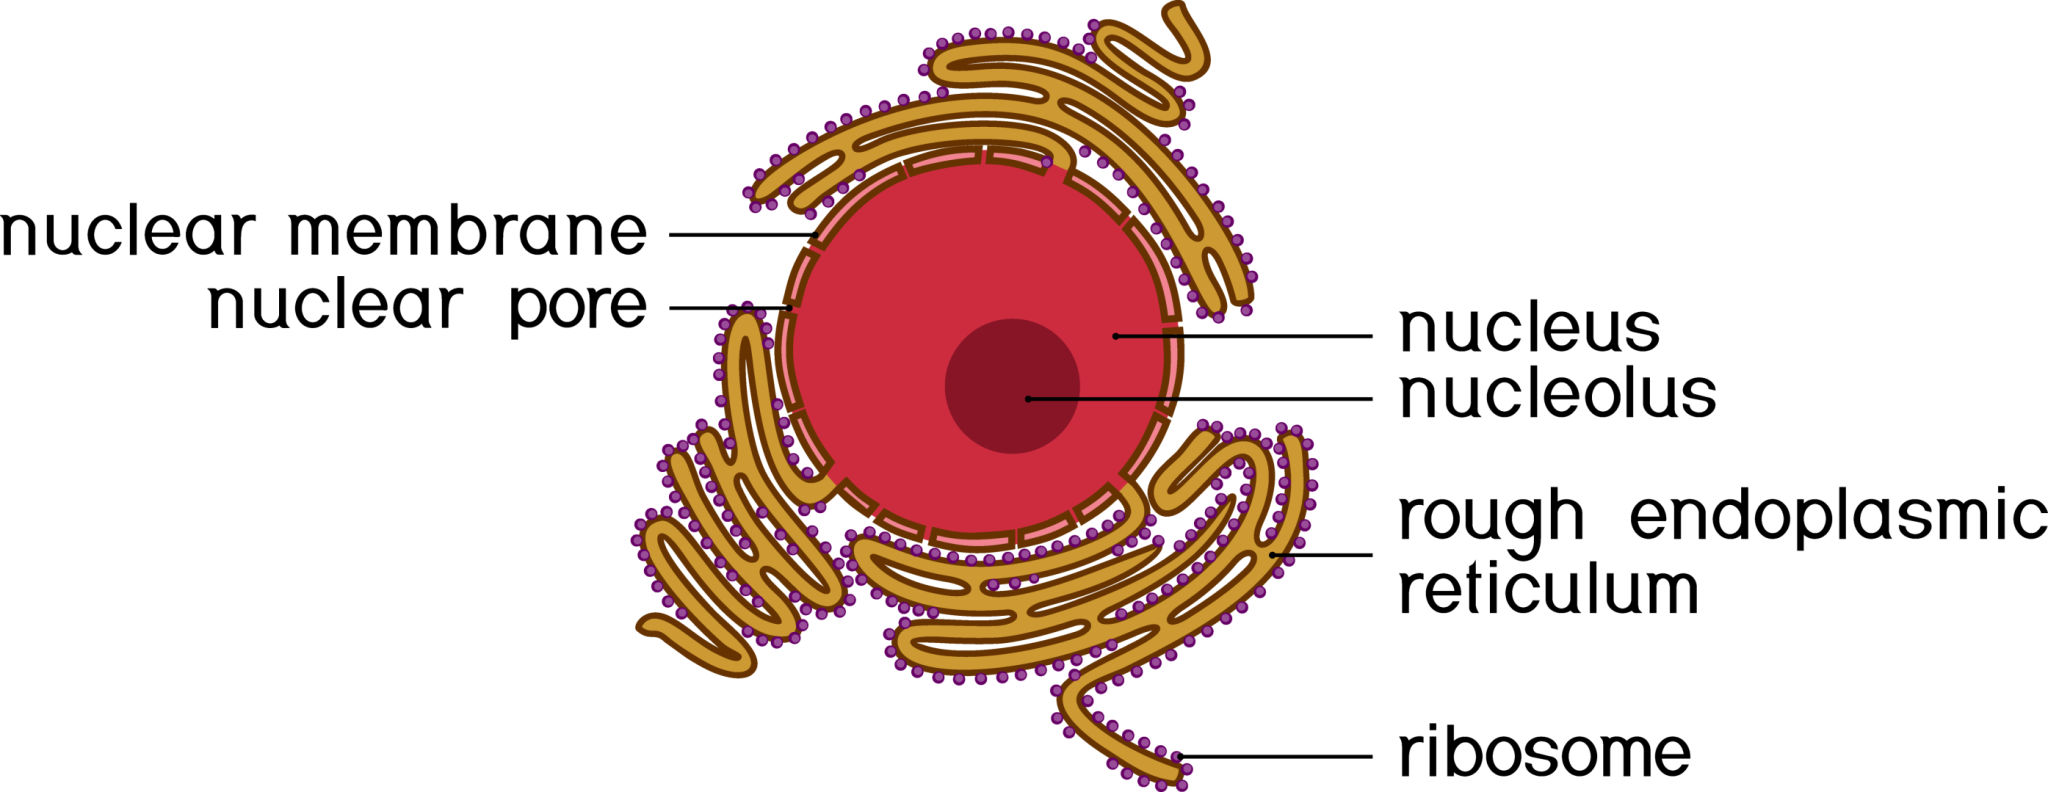 nuclear membrane
nuclear pore
nucleus
nucleolus
rough endoplasmic
reticulum
ribosome